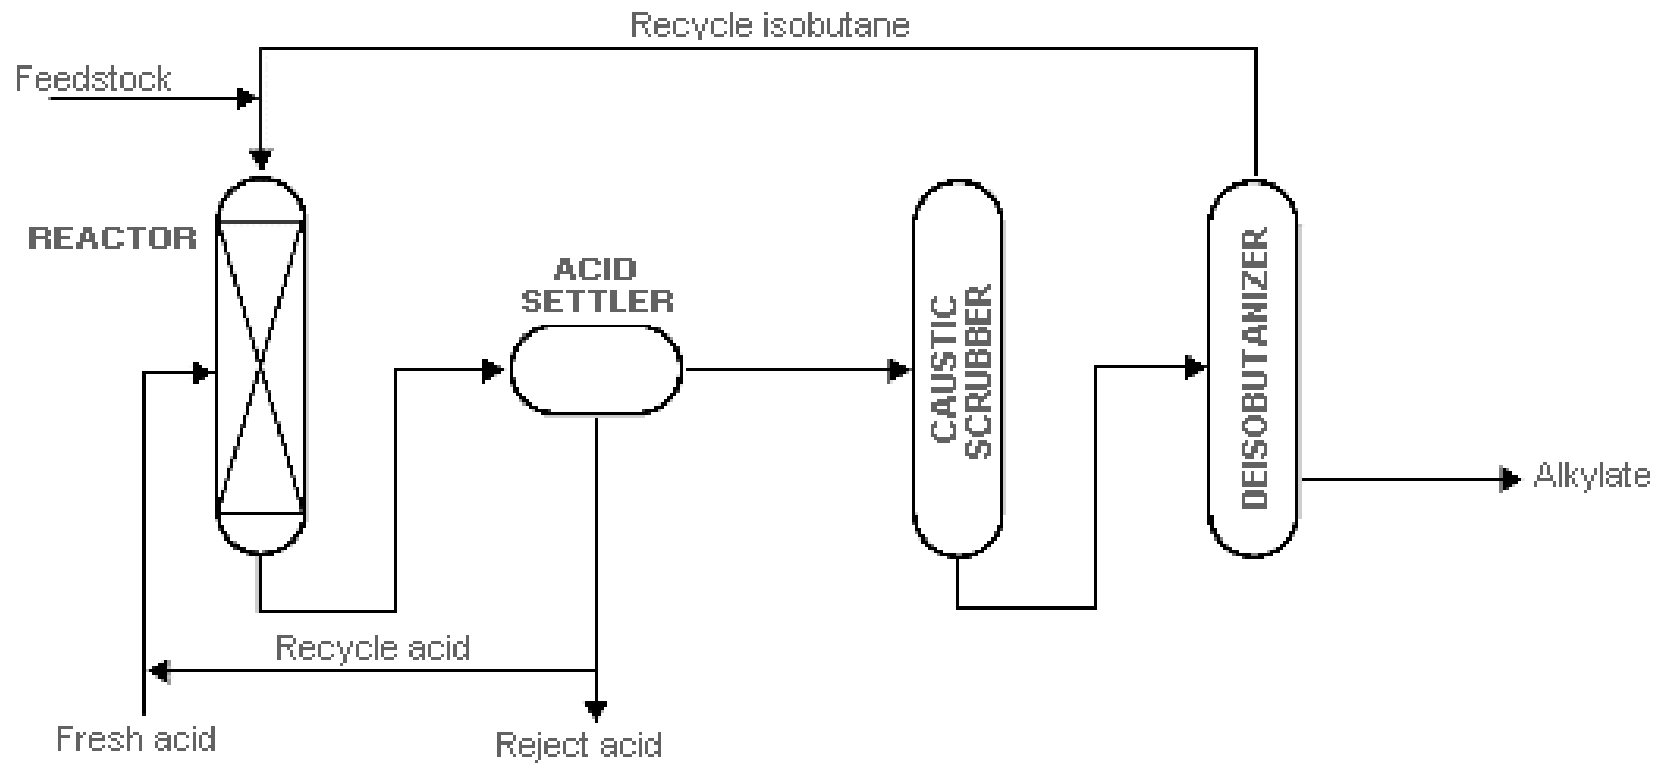 Recycle isobutane
Feedstock
REACTOR
ACID
SETTLER
CAUSTIC
SCRUBBER
DEISOBUTANIZER
Alkylate
Recycle acid
Fresh acid
Reject acid